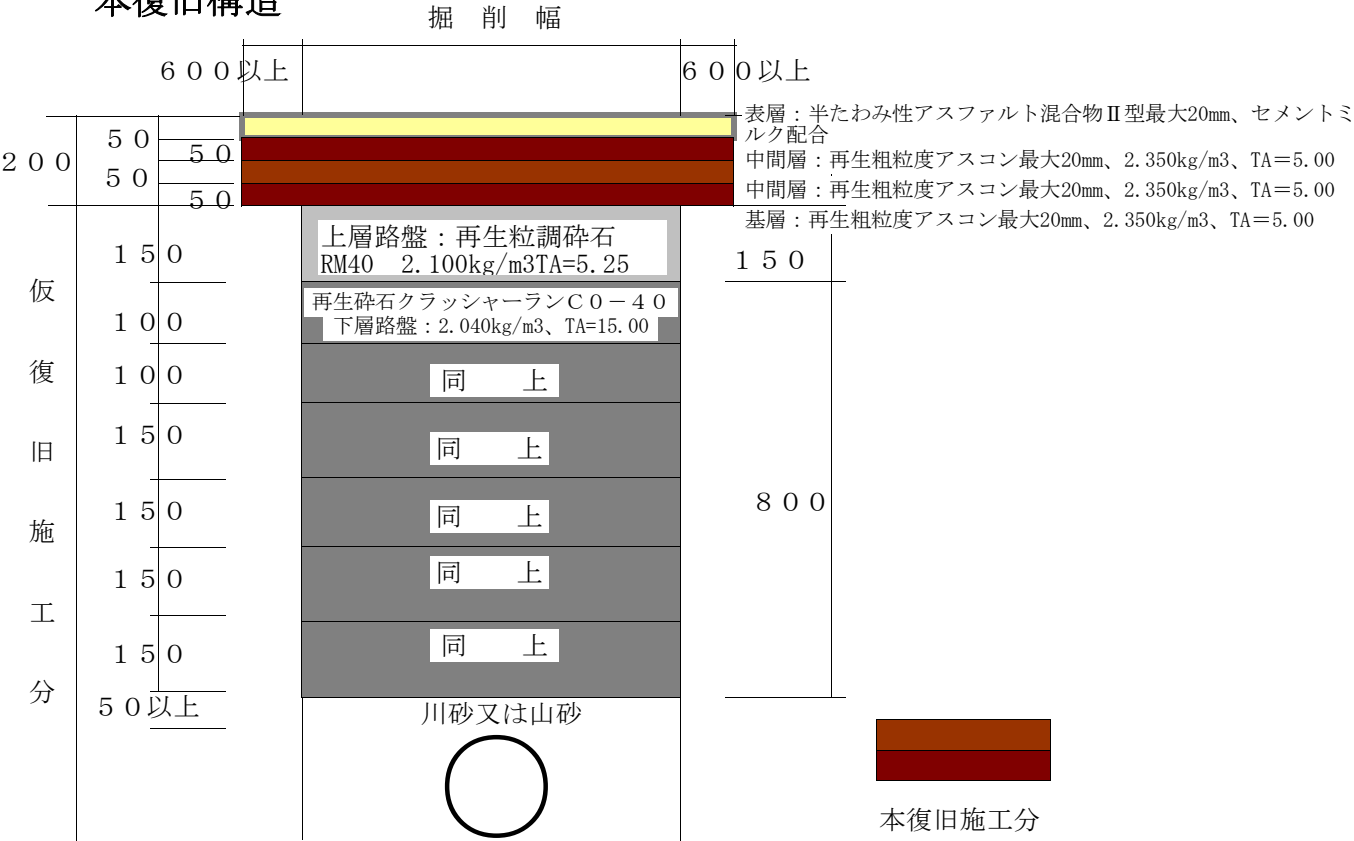 本復旧構造
掘 削 幅
６００以上
６００以上
表層：半たわみ性アスファルト混合物Ⅱ型最大20mm、セメントミ
ルク配合
中間層：再生粗粒度アスコン最大20mm、2.350kg/m3、TA＝5.00
中間層：再生粗粒度アスコン最大20mm、2.350kg/m3、TA＝5.00
基層：再生粗粒度アスコン最大20mm、2.350kg/m3、TA＝5.00
２００
５０
５０
５０
５０
上層路盤：再生粒調砕石
RM40　2.100kg/m3TA=5.25
１５０
１５０
再生砕石クラッシャーランＣ０－４０
下層路盤：2.040kg/m3、TA=15.00
１００
同　　上
１００
同　　上
１５０
同　　上
１５０
同　　上
１５０
同　　上
１５０
８００
仮復旧施工分
５０以上
川砂又は山砂
本復旧施工分